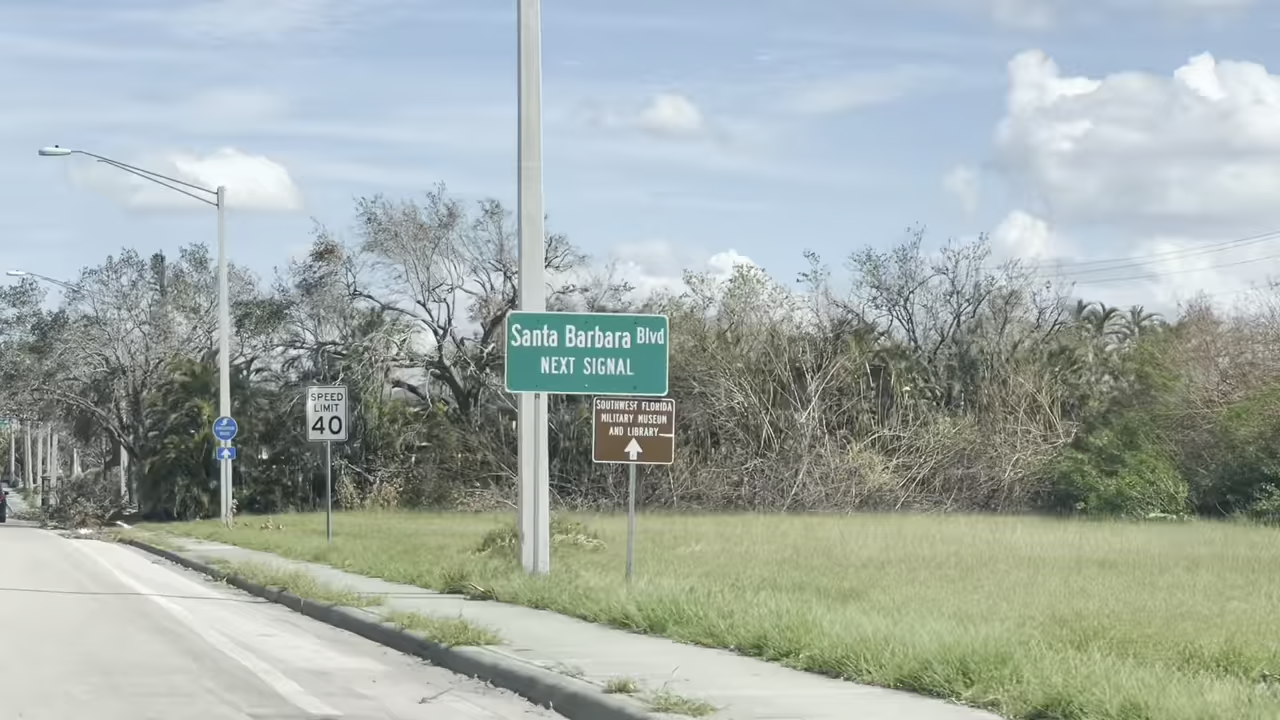 Santa Barbara Blvd
NEXT SIGNAL
SPEED
LIMIT
40
SOUTHWEST FLORIDA
MILITARY MUSEUM
AND LIBRARY